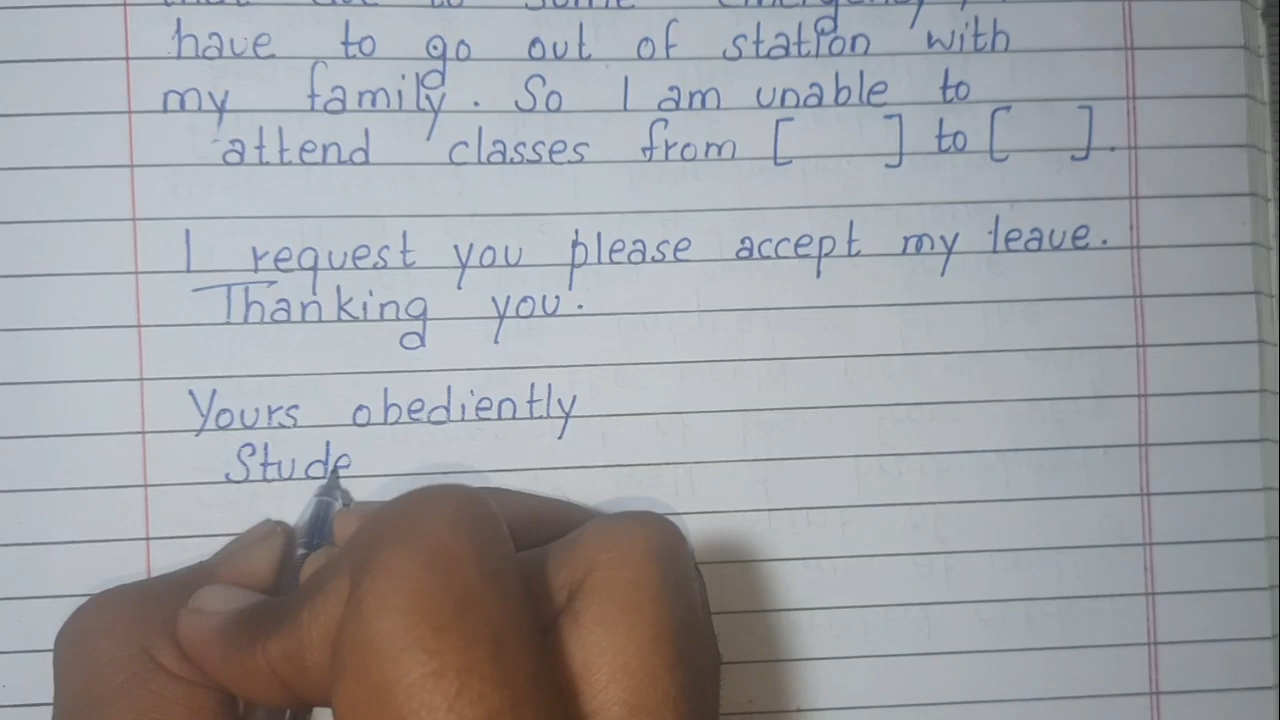 have to go out of station with
my family. So I am unable to
attend classes from [ ] to [ ].
I request you please accept my leave.
Thanking you.
Yours obediently
Stude